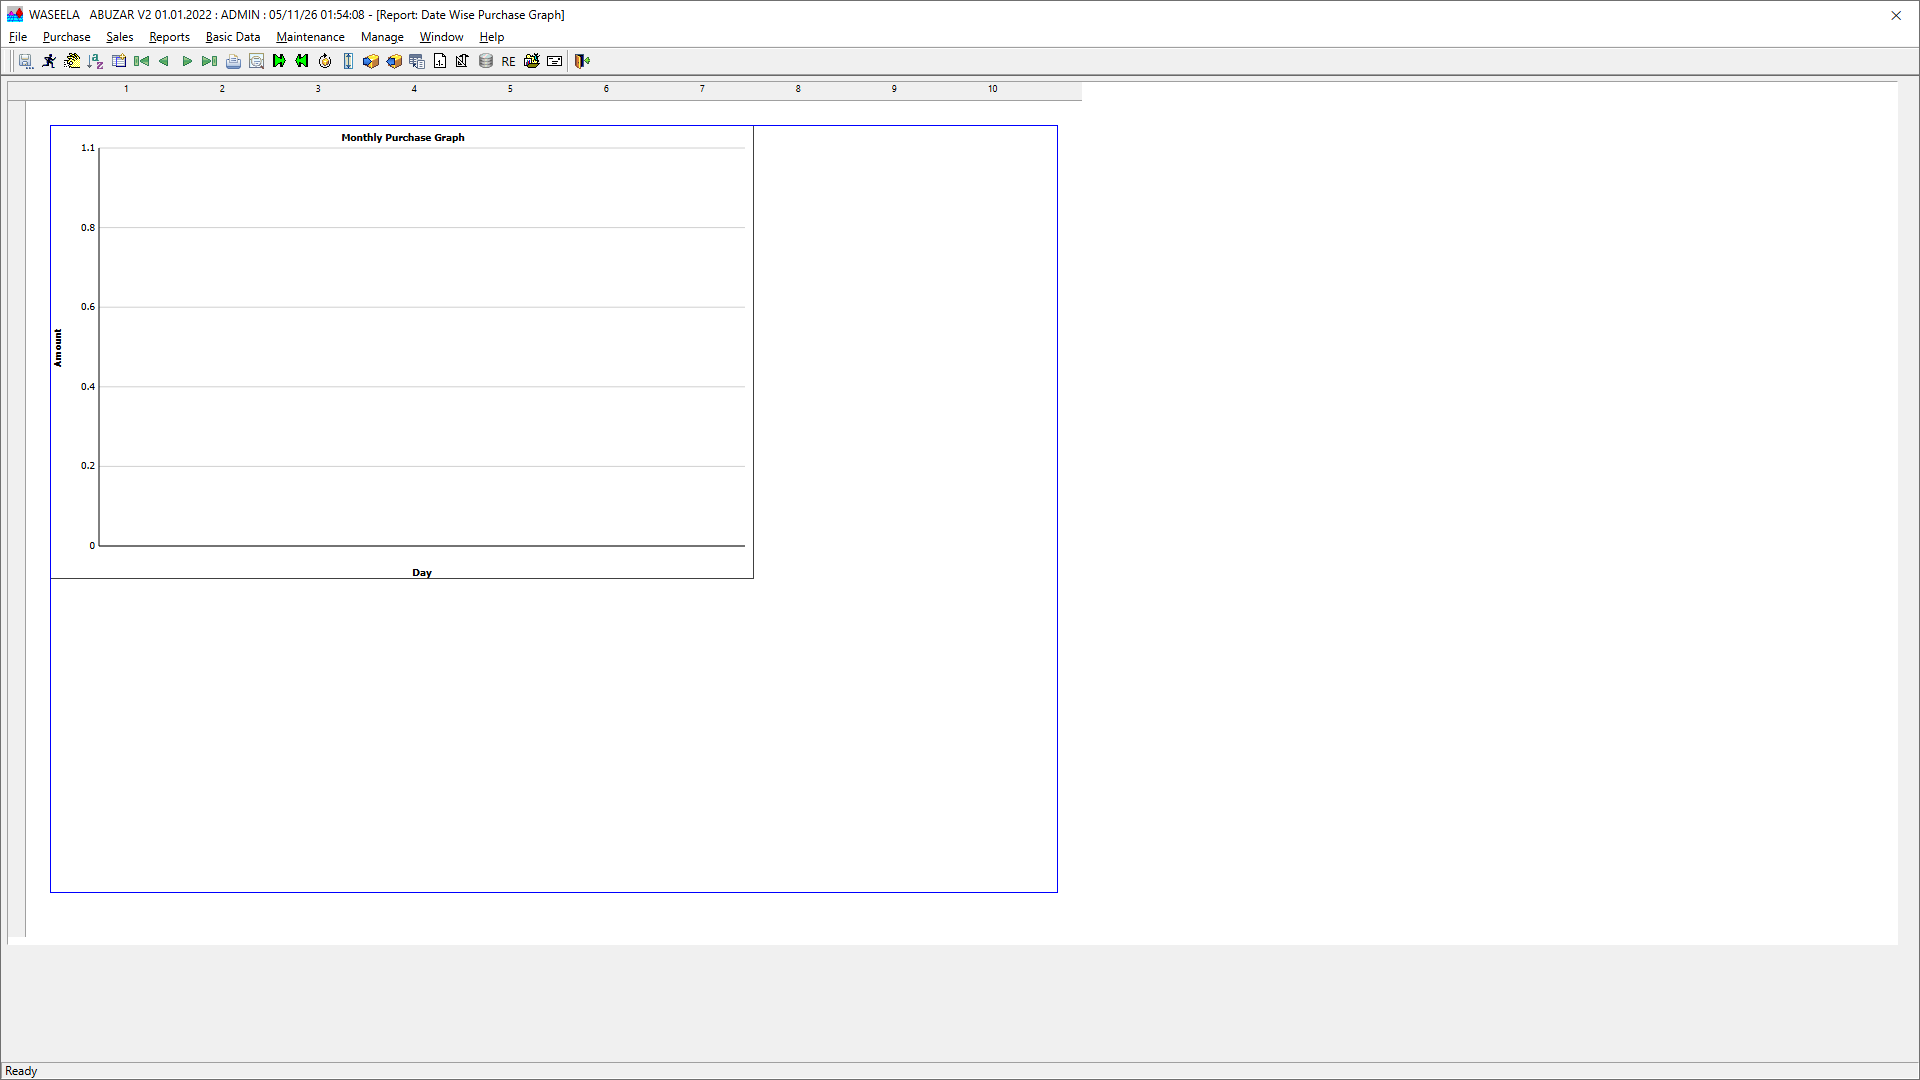 WASEELA ABUZAR V2 01.01.2022 : ADMIN : 05/11/26 01:54:08 - [Report: Date Wise Purchase Graph]
File Purchase Sales Reports Basic Data Maintenance Manage Window Help
RE
1 2 3 4 5 6 7 8 9 10
Monthly Purchase Graph
1.1
0.8
0.6
Amount
0.4
0.2
0
Day
Ready